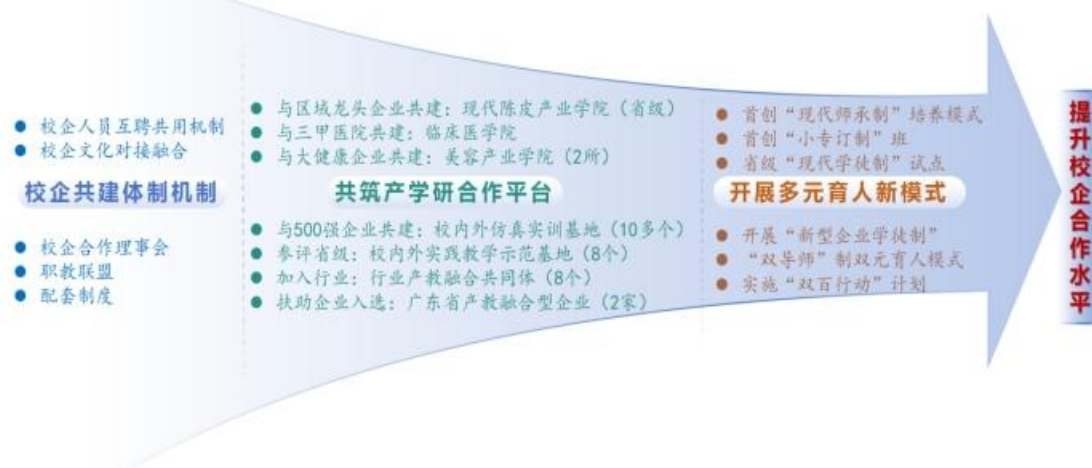 校企人员互聘共用机制
校企文化对接融合
校企共建体制机制
校企合作理事会
职教联盟
配套制度
与区域龙头企业共建：现代陈皮产业学院（省级）
与三甲医院共建：临床医学院
与大健康企业共建：美容产业学院（2所）
共筑产学研合作平台
与500强企业共建：校内外仿真实训基地（10多个）
参评省级：校内外实践教学示范基地（8个）
加入行业：行业产教融合共同体（8个）
扶助企业入选：广东省产教融合型企业（2家）
首创“现代师承制”培养模式
首创“小专订制”班
省级“现代学徒制”试点
开展多元育人新模式
开展“新型企业学徒制”
“双导师”制双元育人模式
实施“双百行动”计划
提升校企合作水平